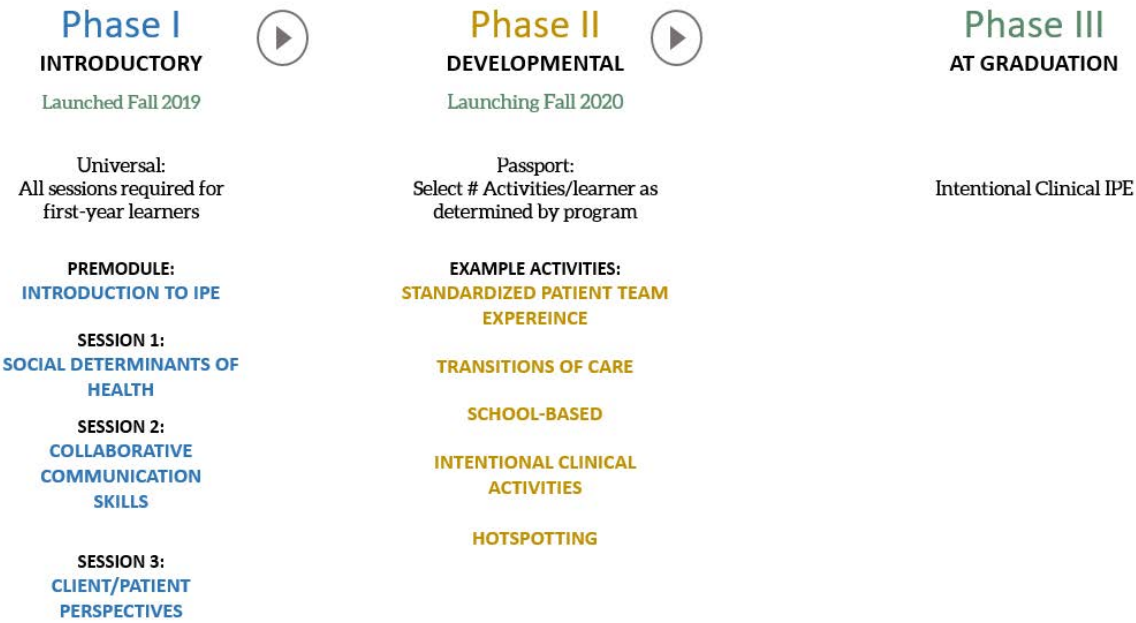 Phase I
INTRODUCTORY
Launched Fall 2019
Universal:
All sessions required for
first-year learners
PREMODULE:
INTRODUCTION TO IPE
SESSION 1:
SOCIAL DETERMINANTS OF
HEALTH
SESSION 2:
COLLABORATIVE
COMMUNICATION
SKILLS
SESSION 3:
CLIENT/PATIENT
PERSPECTIVES
Phase II
DEVELOPMENTAL
Launching Fall 2020
Passport:
Select # Activities/learner as
determined by program
EXAMPLE ACTIVITIES:
STANDARDIZED PATIENT TEAM
EXPEREINCE
TRANSITIONS OF CARE
SCHOOL-BASED
INTENTIONAL CLINICAL
ACTIVITIES
HOTSPOTTING
Phase III
AT GRADUATION
Intentional Clinical IPE